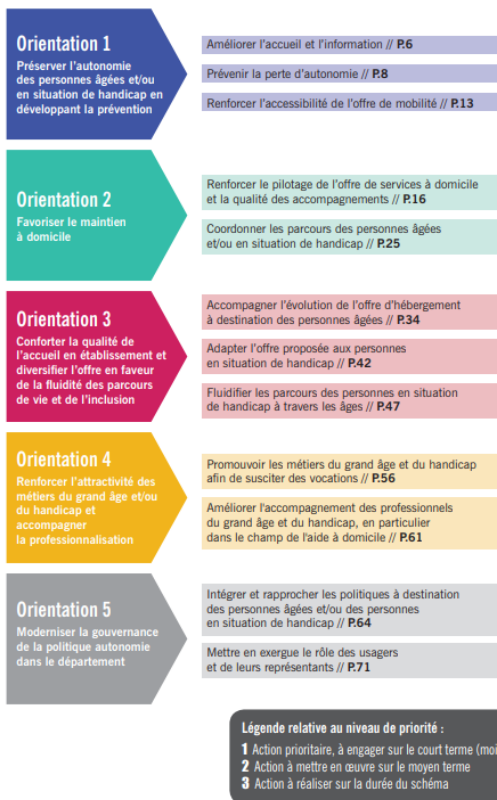 Orientation 1
Préserver l'autonomie
des personnes âgées et/ou
en situation de handicap en
développant la prévention
Améliorer l'accueil et l'information // P.6
Prévenir la perte d'autonomie // P.8
Renforcer l'accessibilité de l'offre de mobilité // P.13
Orientation 2
Favoriser le maintien
à domicile
Renforcer le pilotage de l'offre de services à domicile
et la qualité des accompagnements // P.16
Coordonner les parcours des personnes âgées
et/ou en situation de handicap // P.25
Orientation 3
Conforter la qualité de
l'accueil en établissement et
diversifier l'offre en faveur
de la fluidité des parcours
de vie et de l'inclusion
Accompagner l'évolution de l'offre d'hébergement
à destination des personnes âgées // P.34
Adapter l'offre proposée aux personnes
en situation de handicap // P.42
Fluidifier les parcours des personnes en situation
de handicap à travers les âges // P.47
Orientation 4
Renforcer l'attractivité des
métiers du grand âge et/ou
du handicap et
accompagner
la professionnalisation
Promouvoir les métiers du grand âge et du handicap
afin de susciter des vocations // P.56
Améliorer l'accompagnement des professionnels
du grand âge et du handicap, en particulier
dans le champ de l'aide à domicile // P.61
Orientation 5
Moderniser la gouvernance
de la politique autonomie
dans le département
Intégrer et rapprocher les politiques à destination
des personnes âgées et/ou des personnes
en situation de handicap // P.64
Mettre en exergue le rôle des usagers
et de leurs représentants // P.71
Légende relative au niveau de priorité :
1 Action prioritaire, à engager sur le court terme (moi
2 Action à mettre en œuvre sur le moyen terme
3 Action à réaliser sur la durée du schéma